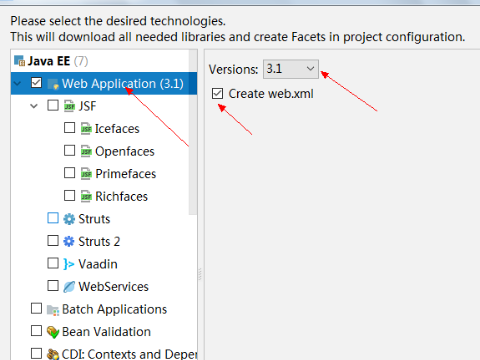 Please select the desired technologies.
This will download all needed libraries and create Facets in project configuration.
Java EE (7)
Web Application (3.1)
JSF
Icefaces
Openfaces
Primefaces
Richfaces
Struts
Struts 2
Vaadin
WebServices
Batch Applications
Bean Validation
CDI: Contexts and Deper
Versions: 3.1
Create web.xml